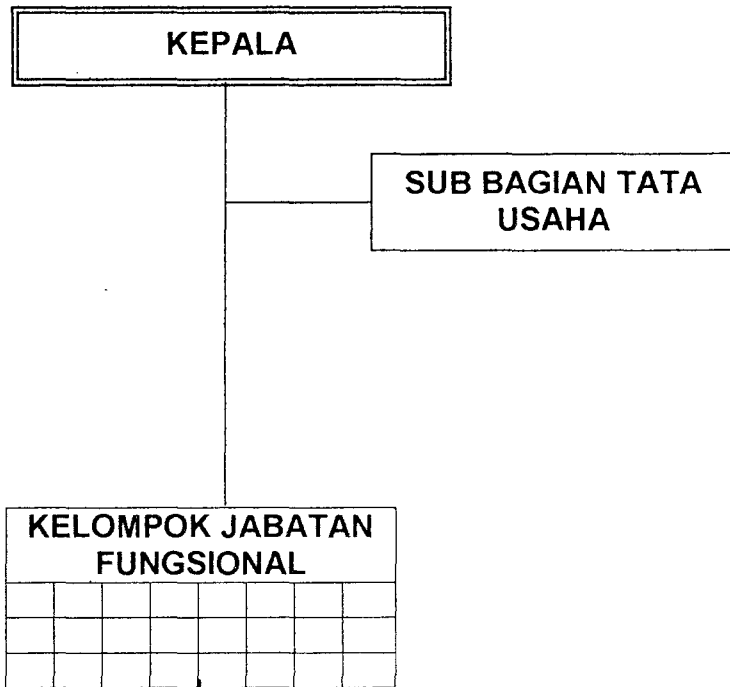 KEPALA
SUB BAGIAN TATA
USAHA
KELOMPOK JABATAN
FUNGSIONAL